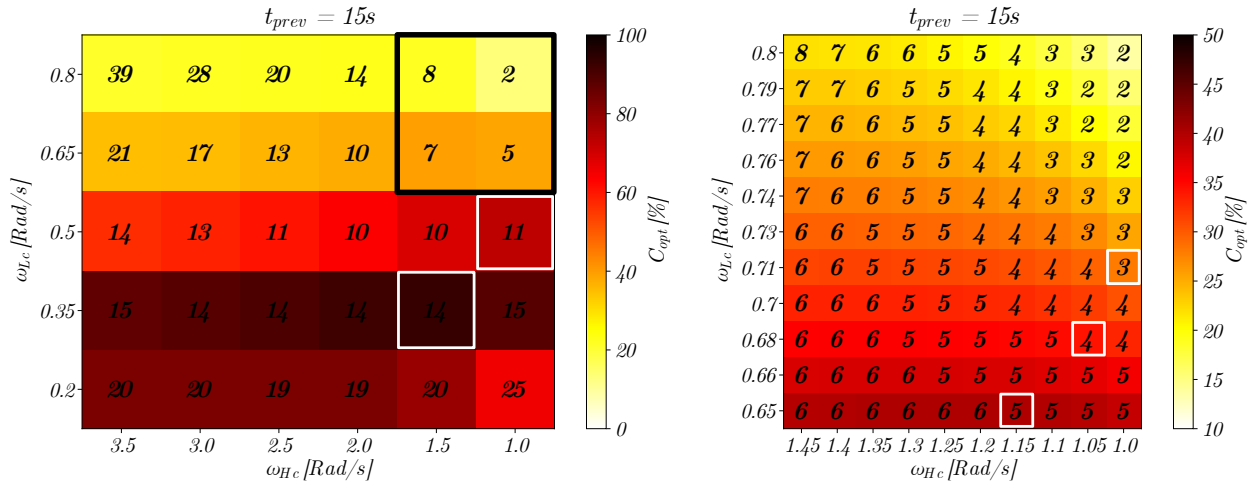 t_prev = 15s
0.8 39 28 20 14 8 2
0.65 21 17 13 10 7 5
0.5 14 13 11 10 10 11
0.35 15 14 14 14 14 15
0.2 20 20 19 19 20 25
3.5 3.0 2.5 2.0 1.5 1.0
ω_Hc [Rad/s]
ω_Lc [Rad/s]
100
80
60
40
20
0
C_opt [%]
t_prev = 15s
0.8 8 7 6 6 5 5 4 3 3 2
0.79 7 7 6 5 5 4 4 3 2 2
0.77 7 6 6 5 5 4 4 3 2 2
0.76 7 6 6 5 5 4 4 3 3 2
0.74 7 6 6 5 5 4 4 3 3 3
0.73 6 6 5 5 5 4 4 4 3 3
0.71 6 6 5 5 5 5 4 4 4 3
0.7 6 6 6 5 5 5 4 4 4 4
0.68 6 6 6 5 5 5 5 5 4 4
0.66 6 6 6 6 5 5 5 5 5 5
0.65 6 6 6 6 6 5 5 5 5 5
1.45 1.4 1.35 1.3 1.25 1.2 1.15 1.1 1.05 1.0
ω_Hc [Rad/s]
ω_Lc [Rad/s]
50
45
40
35
30
25
20
15
10
C_opt [%]